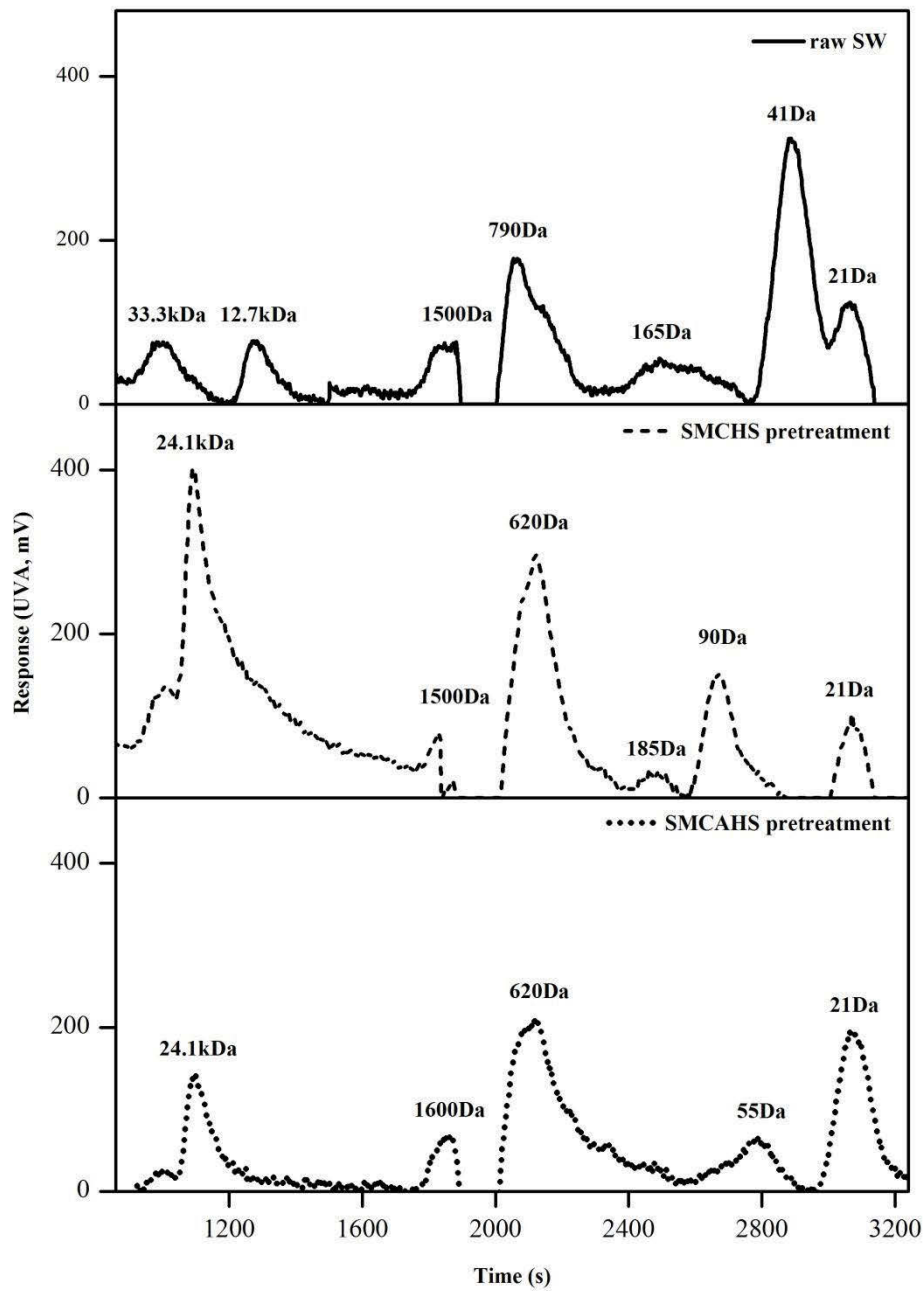 raw SW
400
200
0
33.3kDa
12.7kDa
1500Da
790Da
165Da
41Da
21Da
SMCHS pretreatment
400
200
0
24.1kDa
1500Da
620Da
185Da
90Da
21Da
SMCAHS pretreatment
400
200
0
24.1kDa
1600Da
620Da
55Da
21Da
1200 1600 2000 2400 2800 3200
Time (s)
Response (UVA, mV)